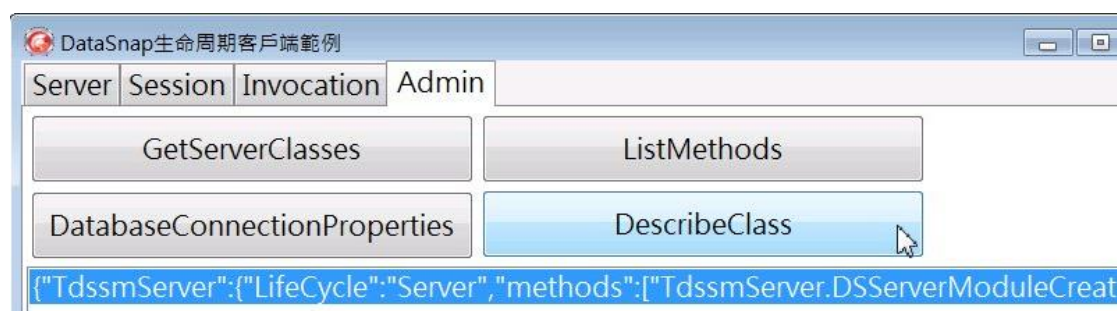 DataSnap生命周期客戶端範例
Server Session Invocation Admin
GetServerClasses ListMethods
DatabaseConnectionProperties DescribeClass
{"TdssmServer":{"LifeCycle":"Server","methods":["TdssmServer.DSServerModuleCreat